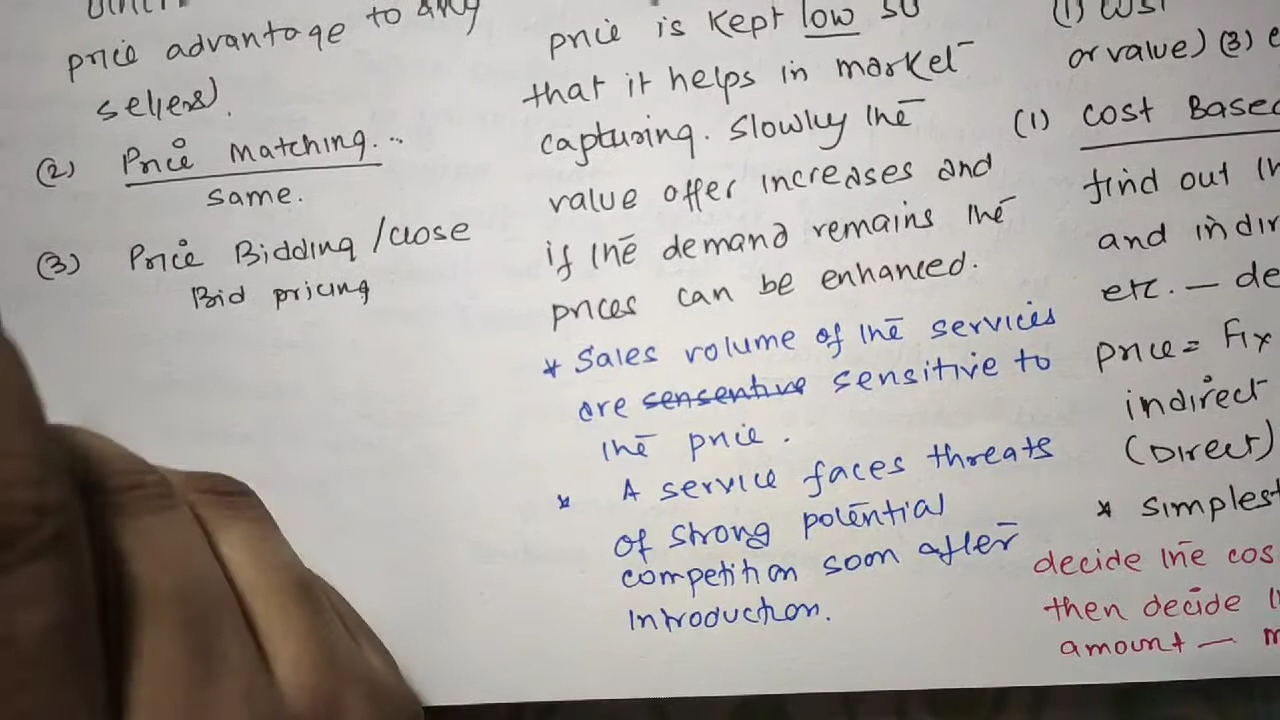 price advantage to any
sellers).
(2) Price Matching...
same.
(3) Price Bidding / close
Bid pricing
price is kept low so
that it helps in market
capturing. Slowly the
value offer increases and
if the demand remains the
prices can be enhanced.
* Sales volume of the services
are sensentive sensitive to
the price.
* A service faces threats
of strong potential
competition soon after
introduction.
or value) (3)
(1) Cost Based
find out
and
etc. —
price = Fix
indirect
(Direct)
* Simplest
decide the
then decide
amount —